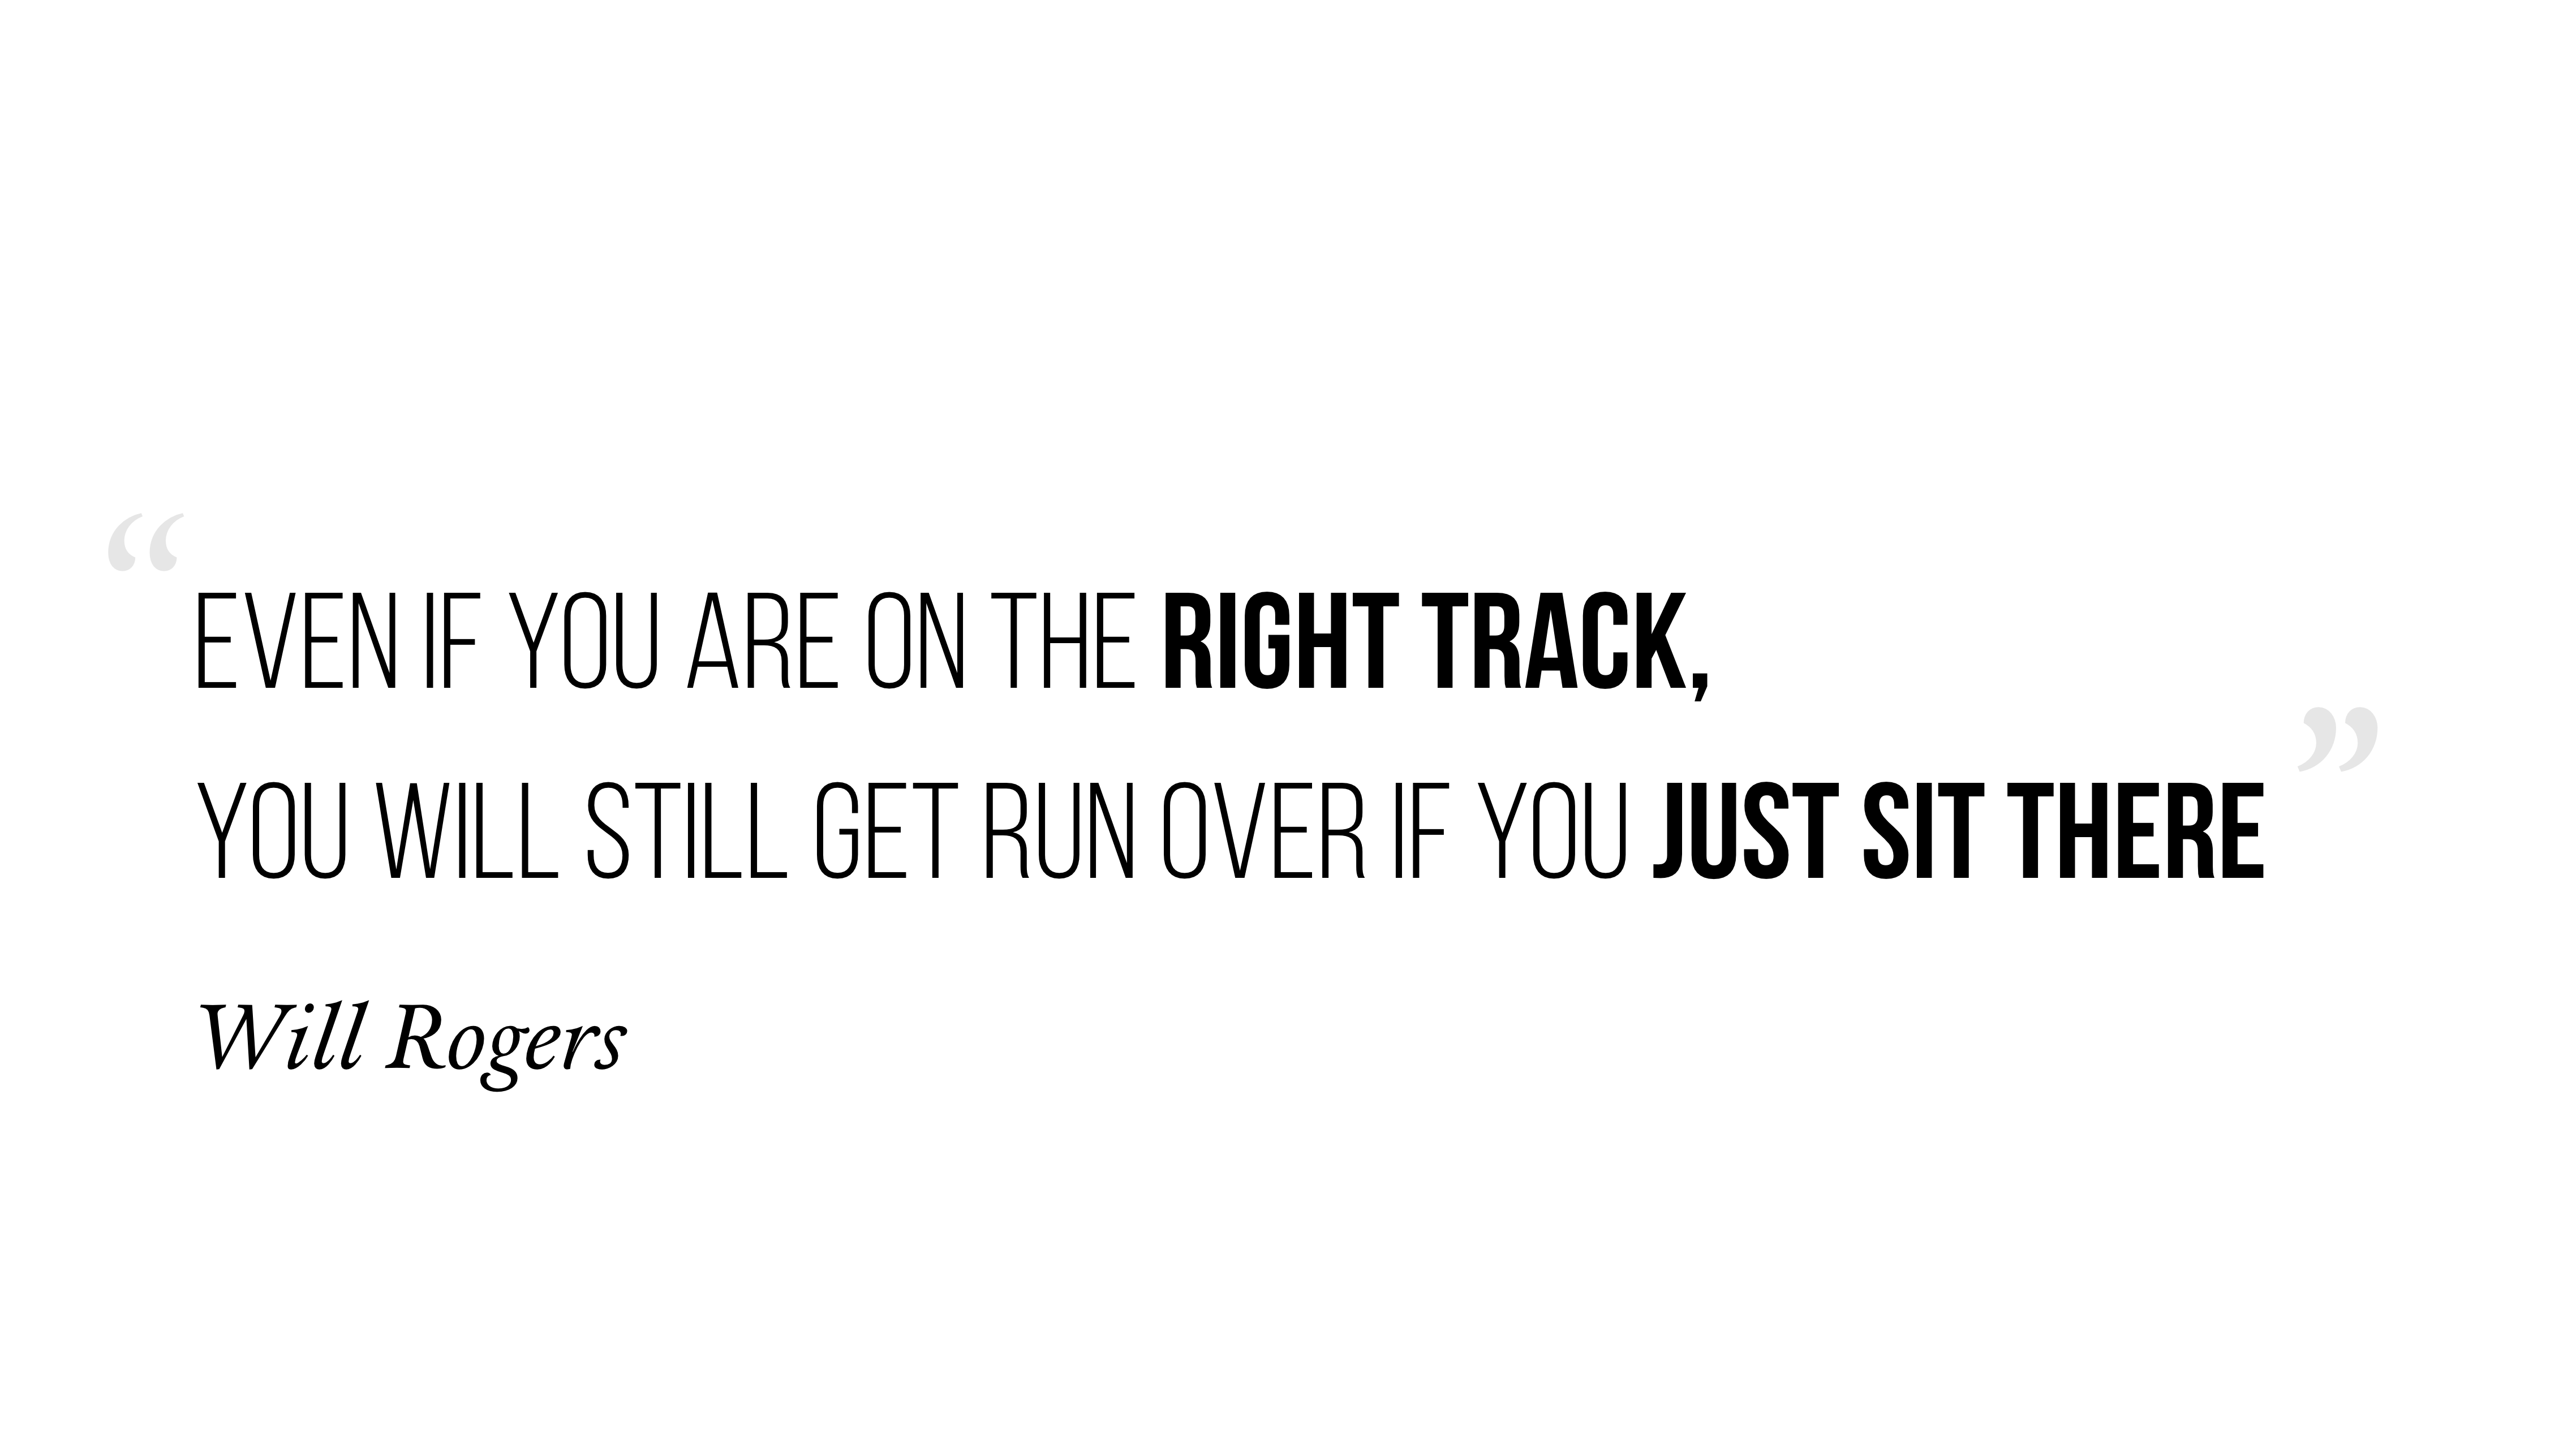 “EVEN IF YOU ARE ON THE RIGHT TRACK,
YOU WILL STILL GET RUN OVER IF YOU JUST SIT THERE”
Will Rogers